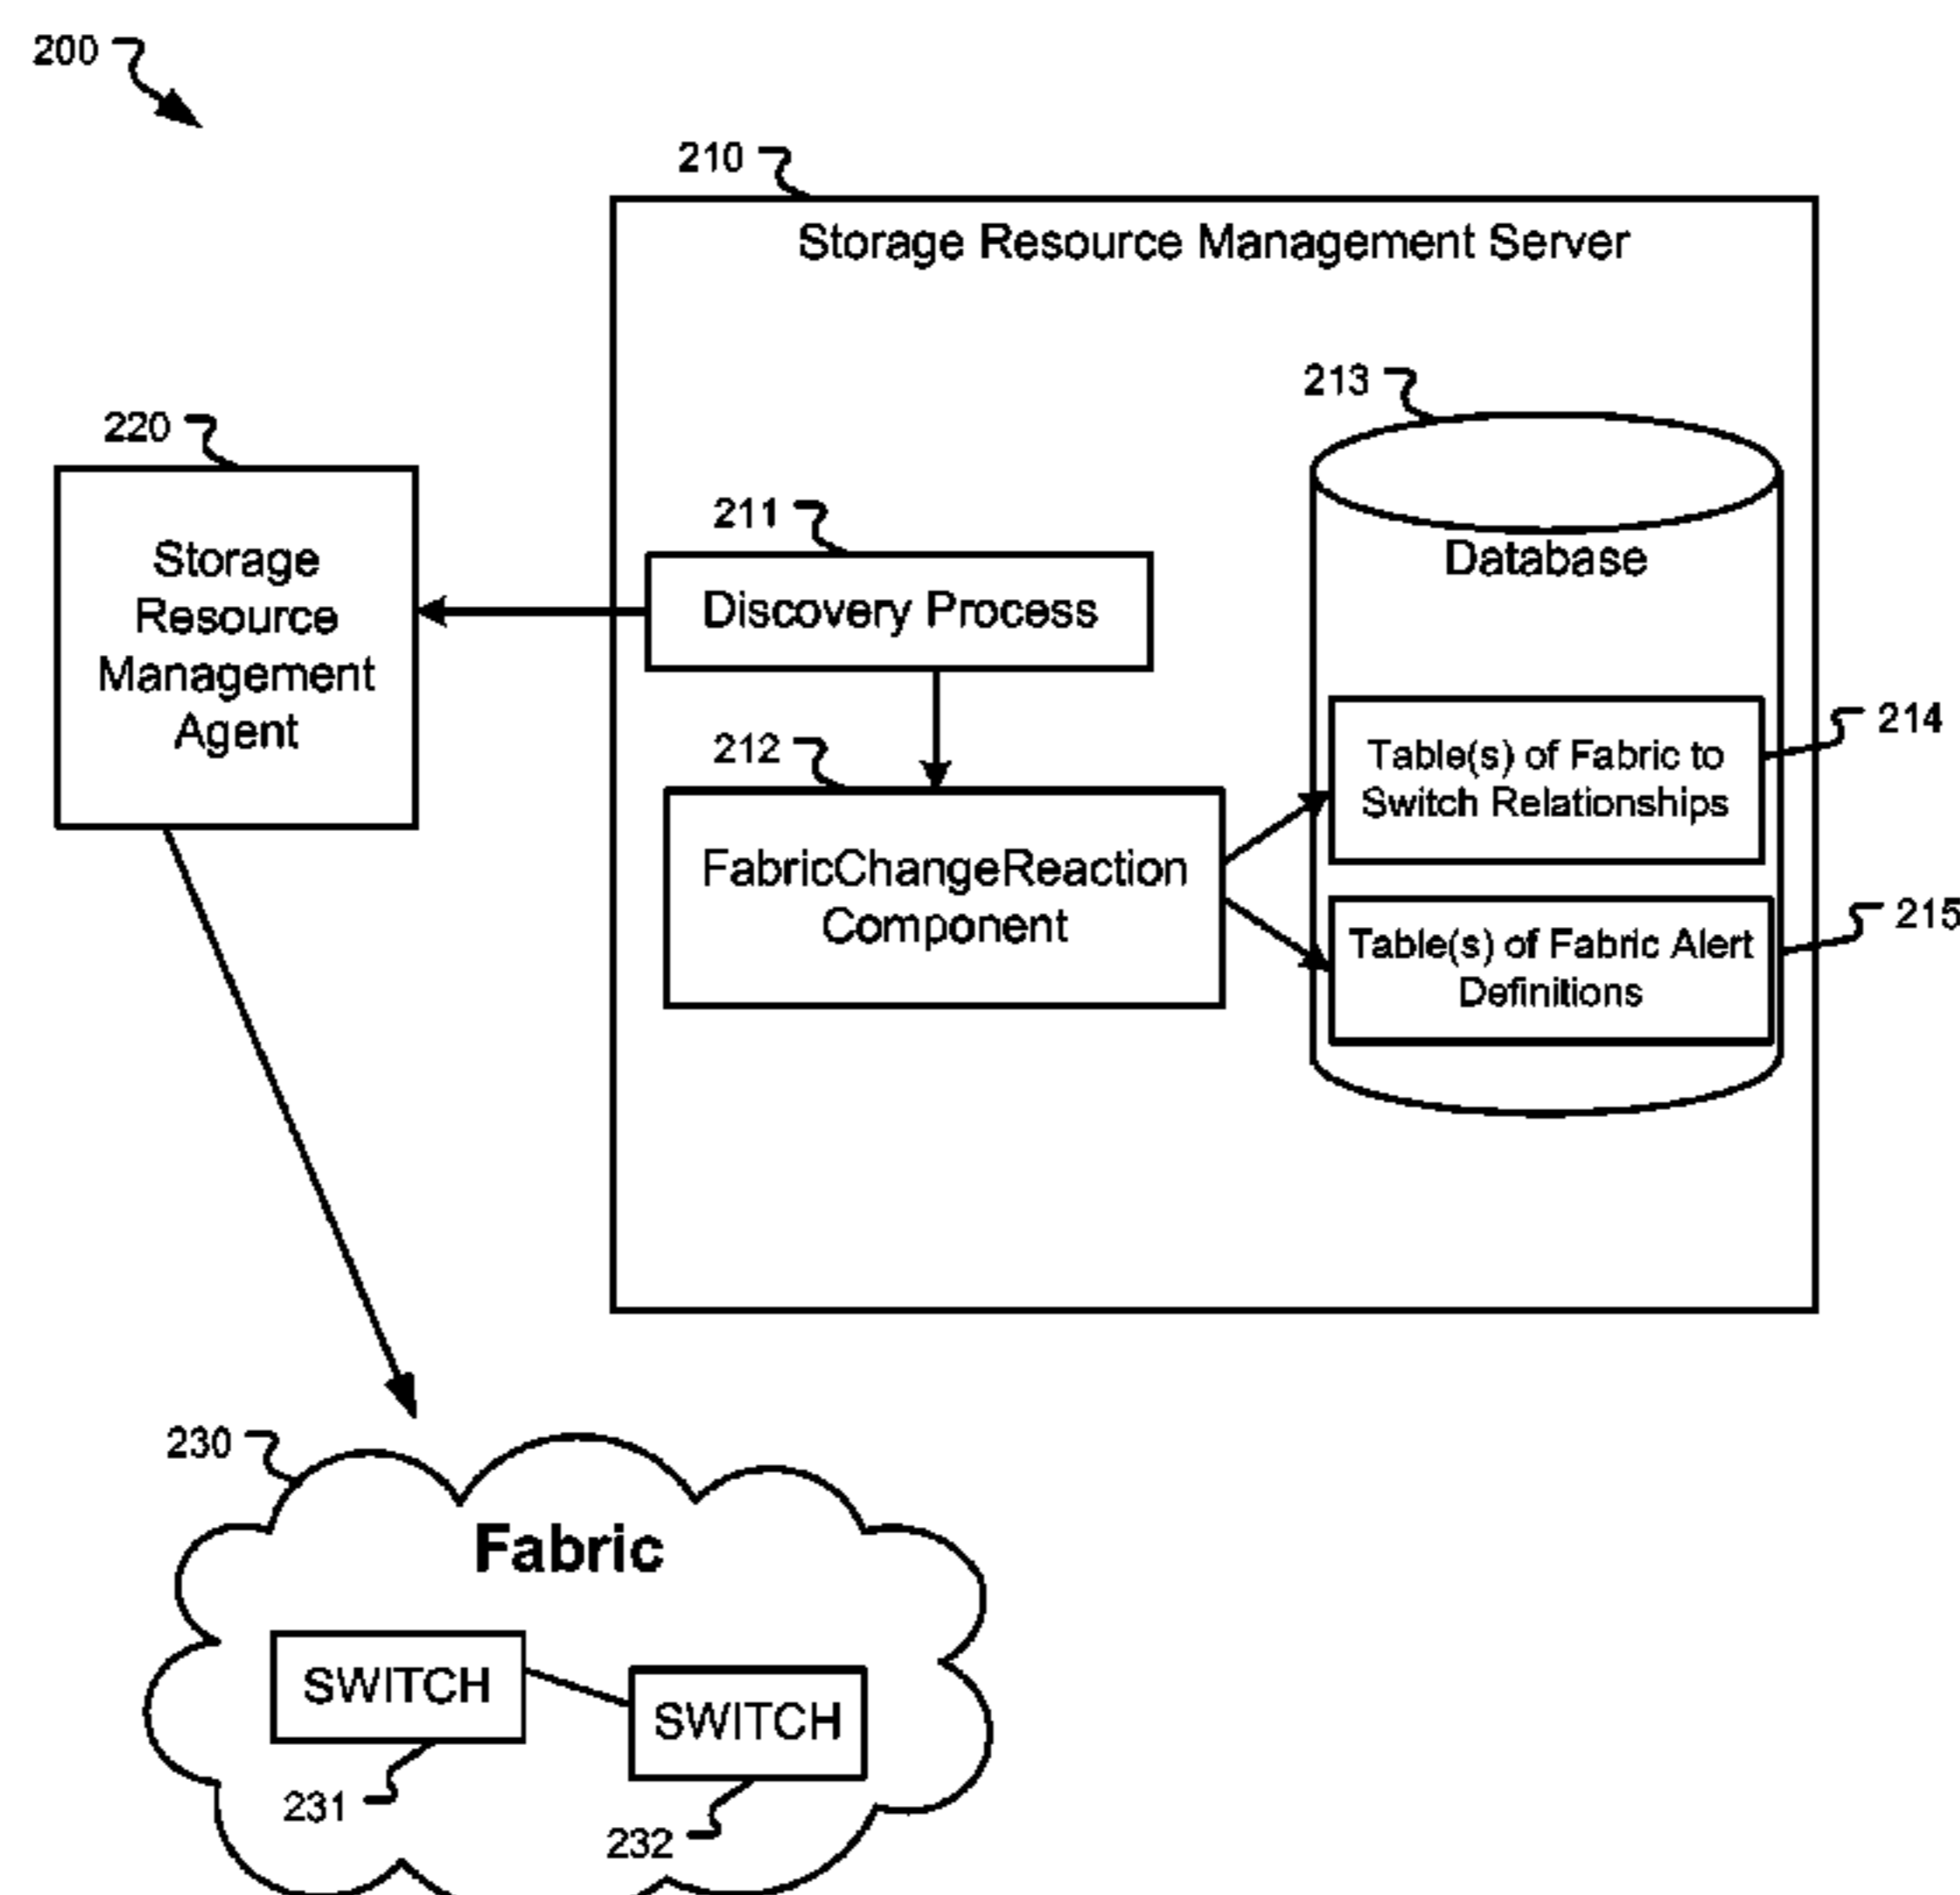 200
210
Storage Resource Management Server
213
220
211
Database
Storage
Resource
Management
Agent
Discovery Process
214
212
Table(s) of Fabric to
Switch Relationships
FabricChangeReaction
Component
215
Table(s) of Fabric Alert
Definitions
230
Fabric
SWITCH
SWITCH
231
232